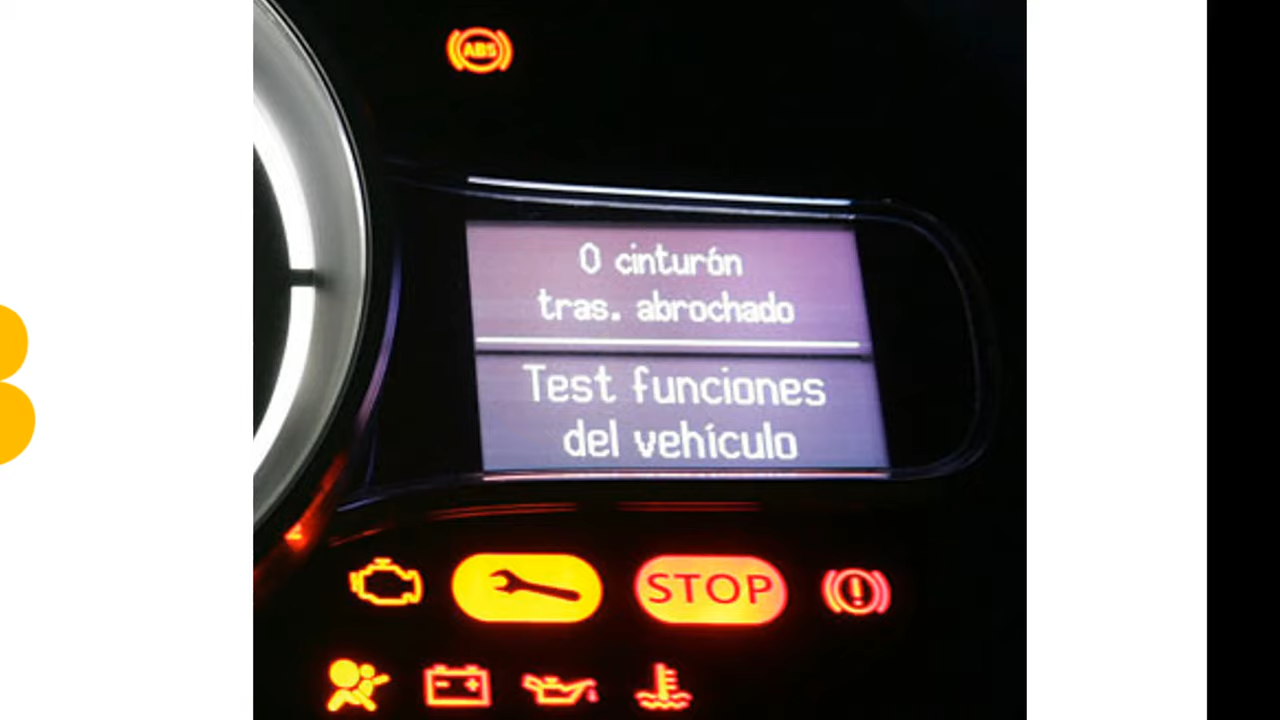 ABS
0 cinturón
tras. abrochado
Test funciones
del vehículo
STOP